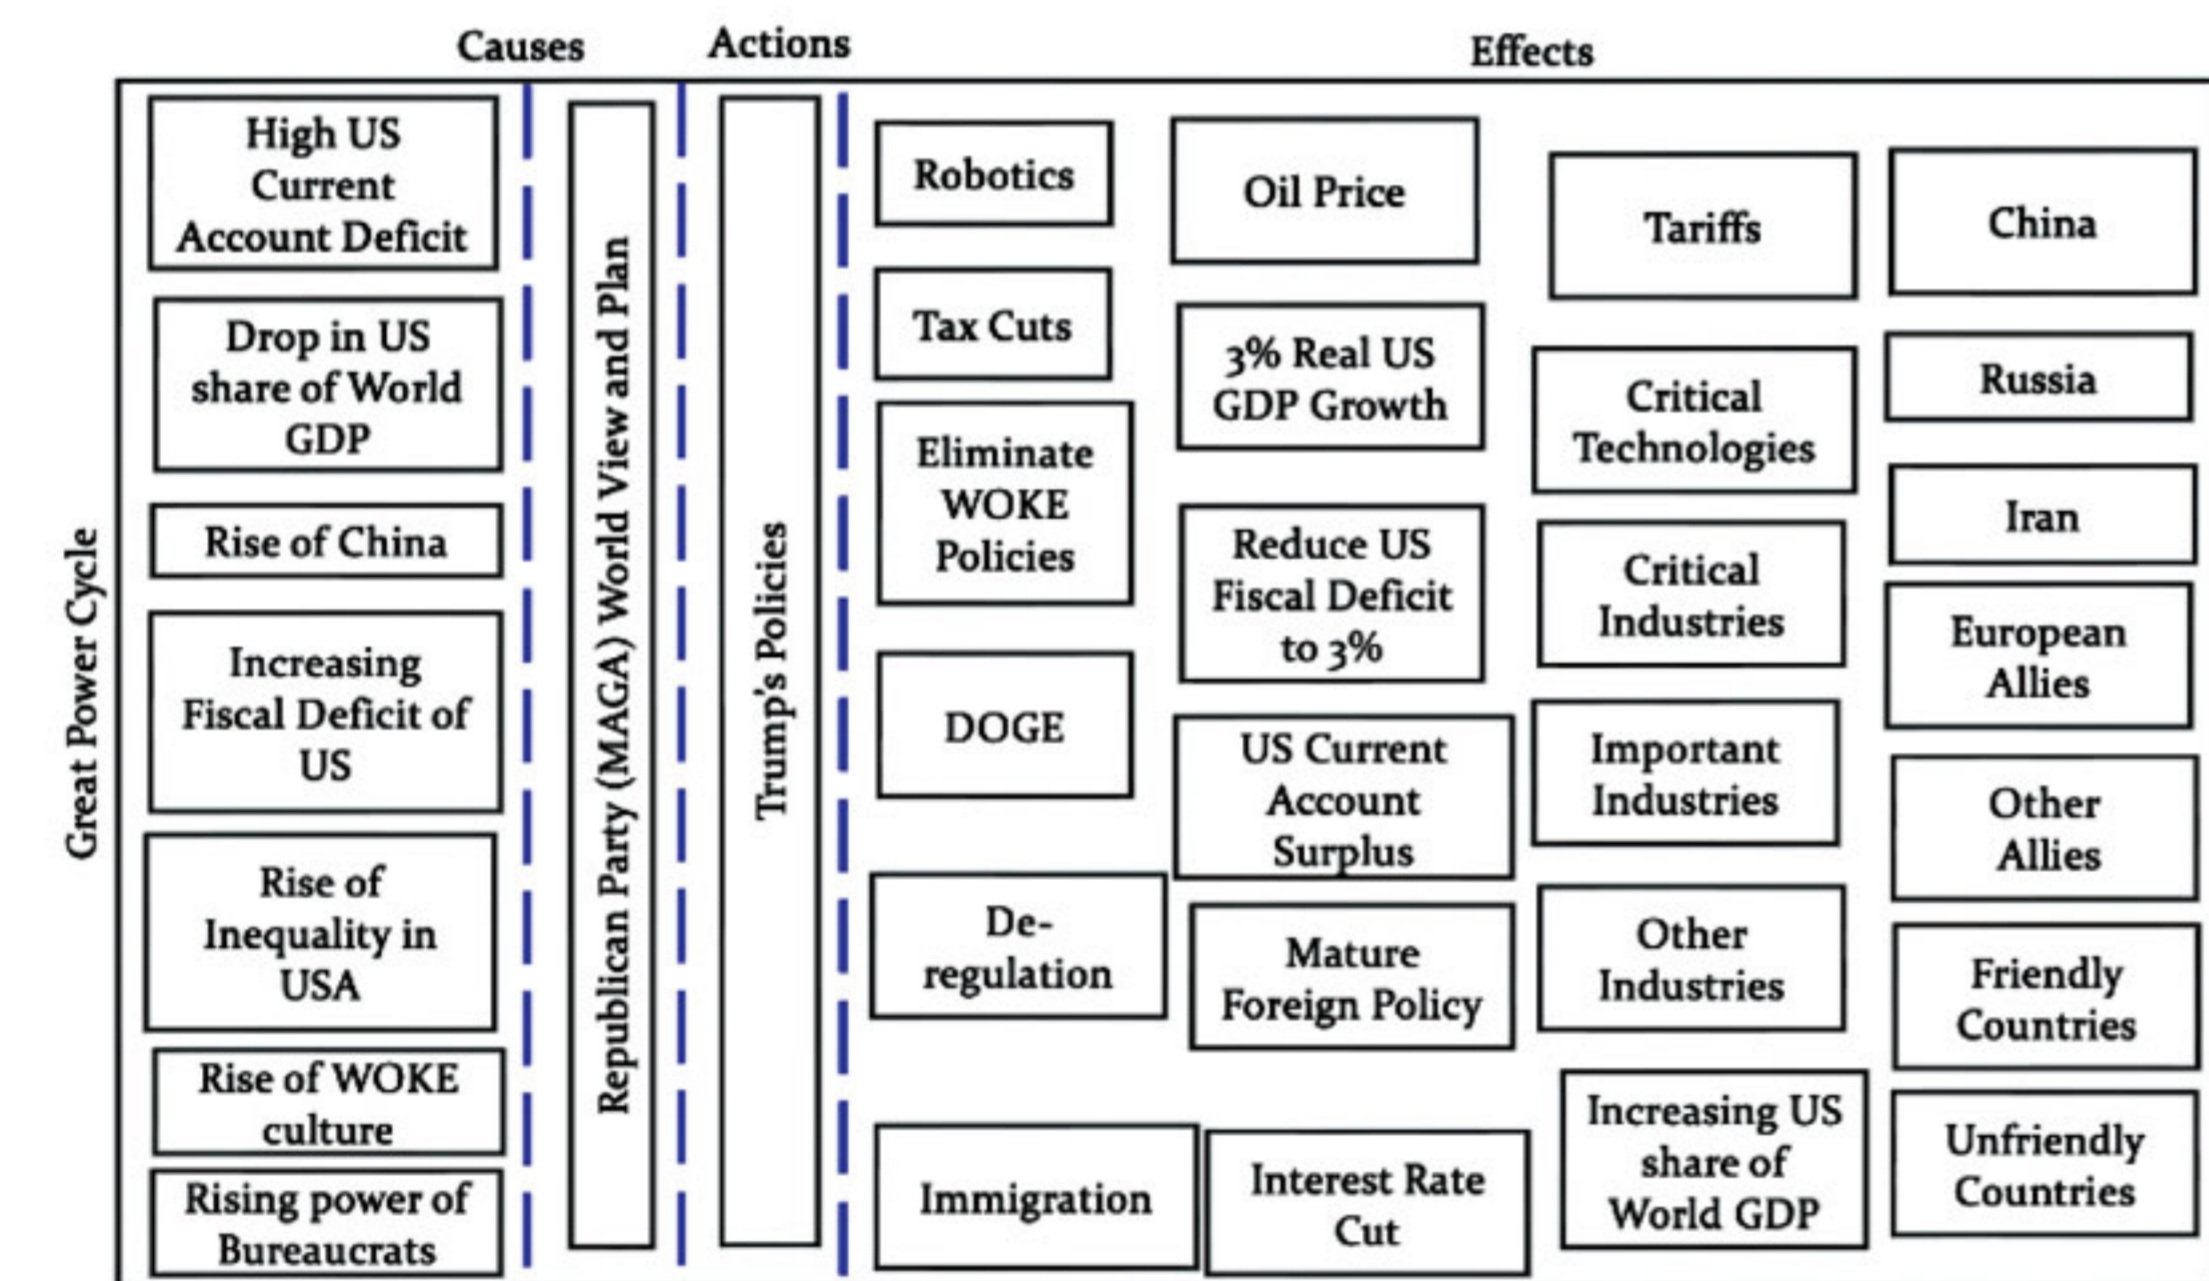 Causes
Actions
Effects
Great Power Cycle
High US
Current
Account Deficit
Drop in US
share of World
GDP
Rise of China
Increasing
Fiscal Deficit of
US
Rise of
Inequality in
USA
Rise of WOKE
culture
Rising power of
Bureaucrats
Republican Party (MAGA) World View and Plan
Trump's Policies
Robotics
Tax Cuts
Eliminate
WOKE
Policies
DOGE
De-
regulation
Immigration
Oil Price
3% Real US
GDP Growth
Reduce US
Fiscal Deficit
to 3%
US Current
Account
Surplus
Mature
Foreign Policy
Interest Rate
Cut
Tariffs
Critical
Technologies
Critical
Industries
Important
Industries
Other
Industries
Increasing US
share of
World GDP
China
Russia
Iran
European
Allies
Other
Allies
Friendly
Countries
Unfriendly
Countries